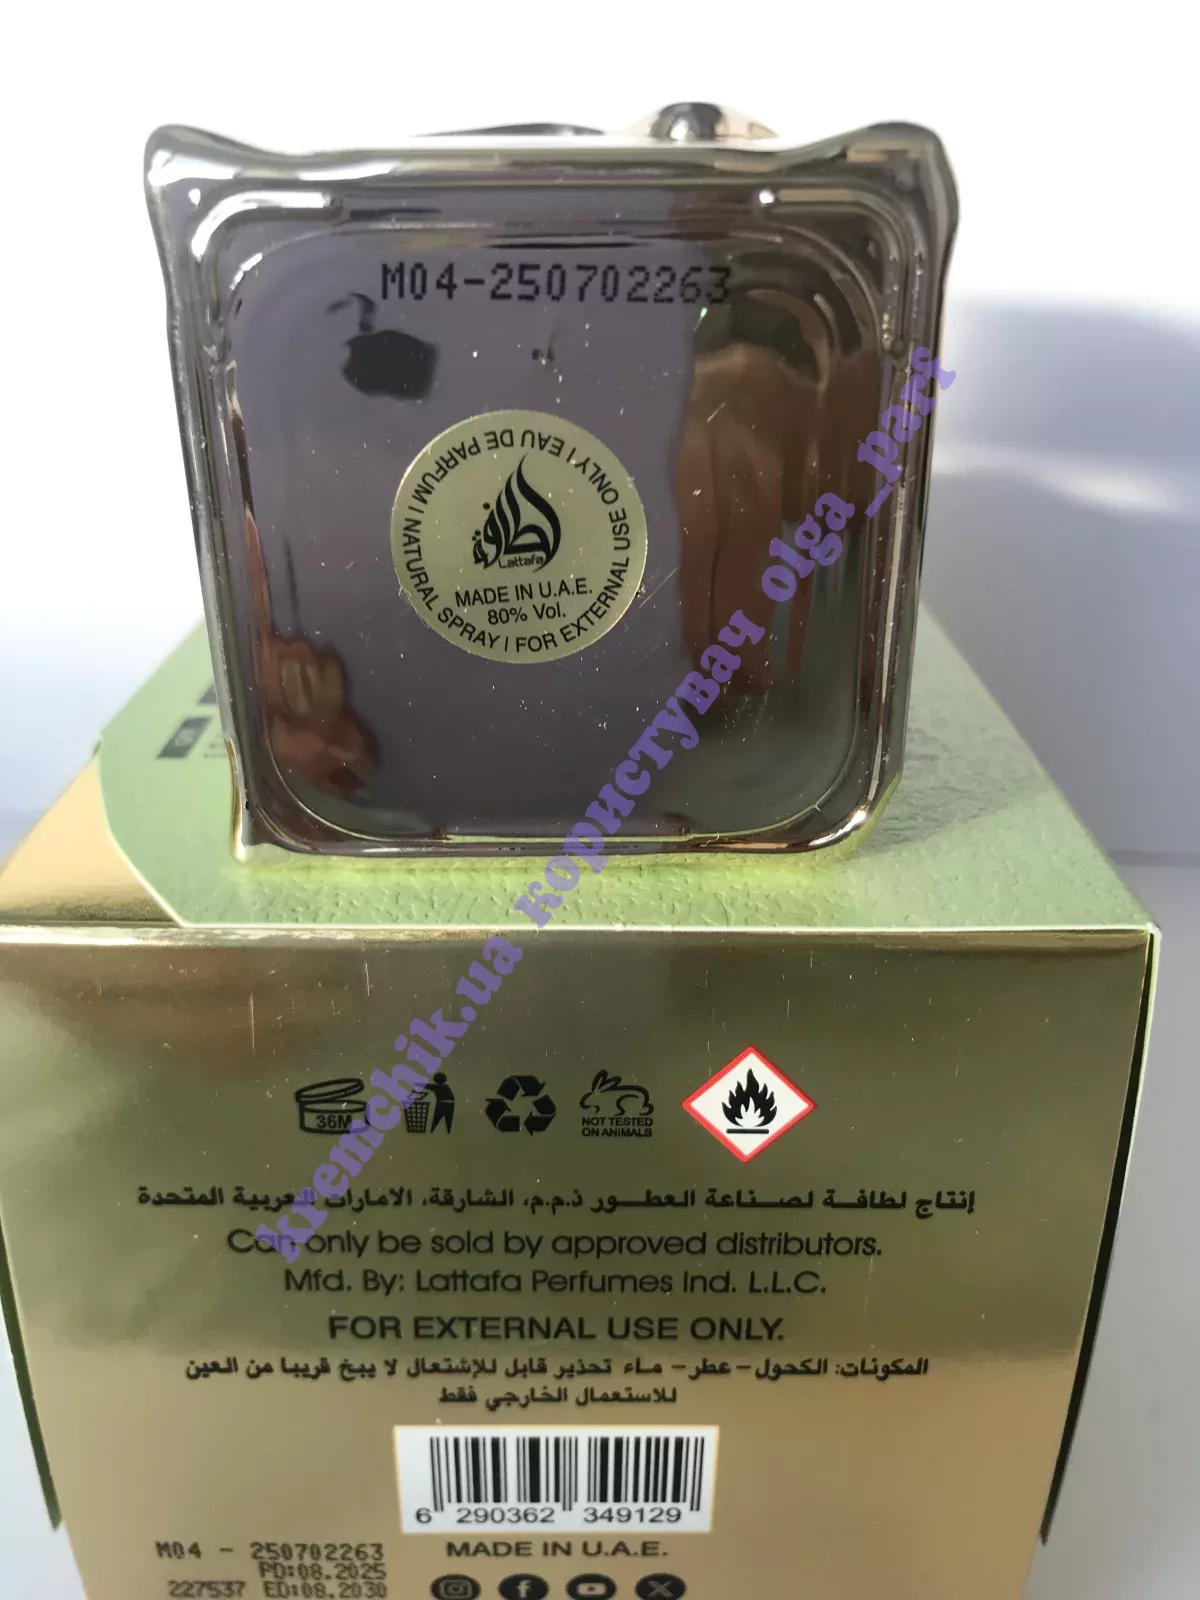 M04-250702263
EAU DE PARFUM | NATURAL SPRAY | FOR EXTERNAL USE ONLY |
لطافة
Lattafa
MADE IN U.A.E.
80% Vol.
kremchik.ua користувач olga_parf
36M
NOT TESTED
ON ANIMALS
إنتاج لطافة لصناعة العطور ذ.م.م، الشارقة، الامارات العربية المتحدة
Can only be sold by approved distributors.
Mfd. By: Lattafa Perfumes Ind. L.L.C.
FOR EXTERNAL USE ONLY.
المكونات: الكحول - عطر - ماء تحذير قابل للإشتعال لا يبخ قريبا من العين
للاستعمال الخارجي فقط
6 290362 349129
M04 - 250702263
MADE IN U.A.E.
PD:08.2025
227537 ED:08.2030